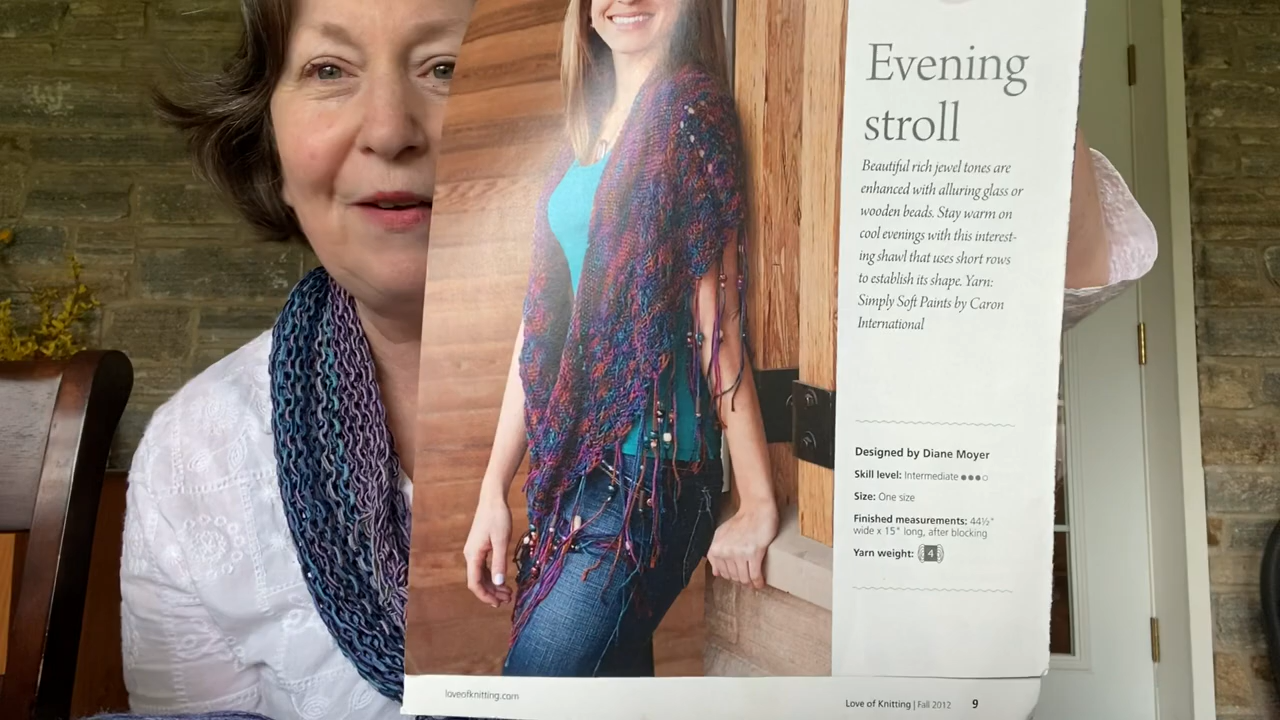 Evening
stroll
Beautiful rich jewel tones are
enhanced with alluring glass or
wooden beads. Stay warm on
cool evenings with this interest-
ing shawl that uses short rows
to establish its shape. Yarn:
Simply Soft Paints by Caron
International
Designed by Diane Moyer
Skill level: Intermediate ●●●○
Size: One size
Finished measurements: 44½"
wide x 15" long, after blocking
Yarn weight: 4
loveofknitting.com
Love of Knitting | Fall 2012 9